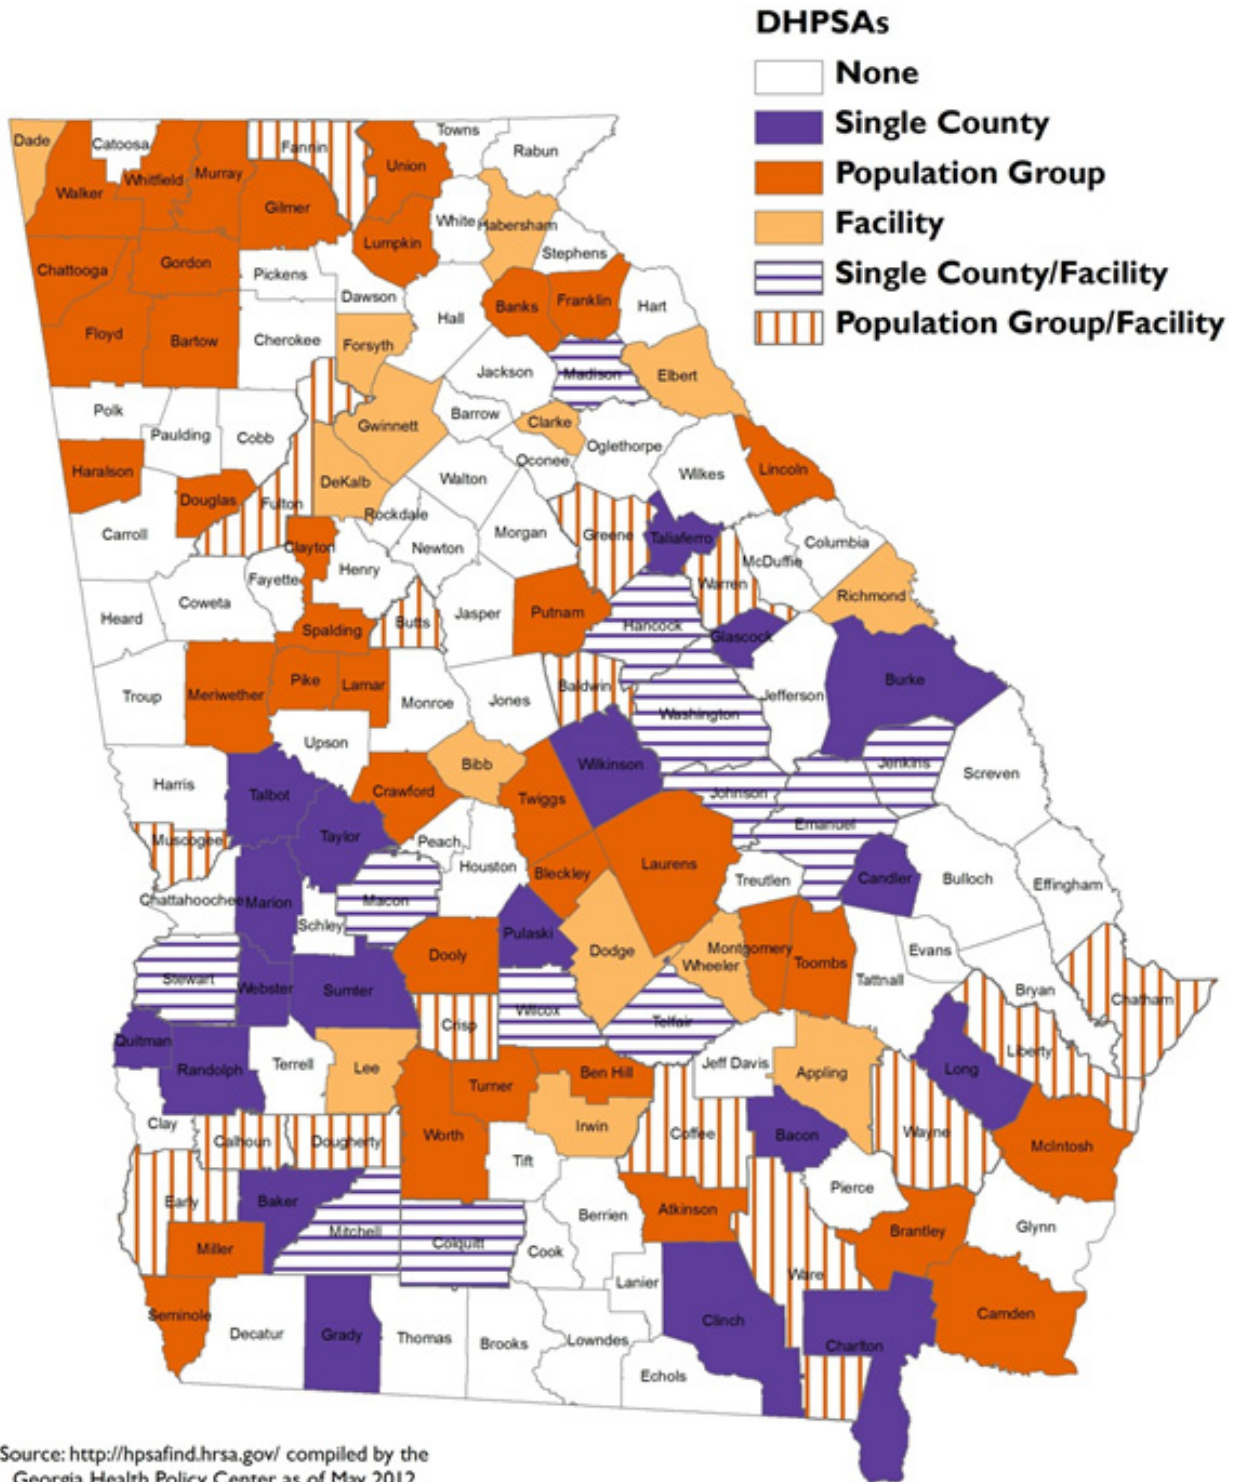 DHPSAs
None
Single County
Population Group
Facility
Single County/Facility
Population Group/Facility
Dade
Catoosa
Fannin
Towns
Rabun
Walker
Whitfield
Murray
Union
Gilmer
White
Habersham
Lumpkin
Stephens
Chattooga
Gordon
Pickens
Dawson
Banks
Franklin
Hart
Hall
Floyd
Bartow
Cherokee
Forsyth
Jackson
Madison
Elbert
Polk
Paulding
Cobb
Gwinnett
Barrow
Clarke
Oconee
Oglethorpe
Wilkes
Lincoln
Haralson
Douglas
Fulton
DeKalb
Walton
Rockdale
Carroll
Clayton
Henry
Newton
Morgan
Greene
Taliaferro
McDuffie
Columbia
Warren
Richmond
Heard
Coweta
Fayette
Spalding
Butts
Jasper
Putnam
Hancock
Glascock
Troup
Meriwether
Pike
Lamar
Monroe
Jones
Baldwin
Washington
Jefferson
Burke
Upson
Bibb
Wilkinson
Jenkins
Screven
Harris
Talbot
Crawford
Twiggs
Johnson
Emanuel
Muscogee
Taylor
Peach
Houston
Bleckley
Laurens
Treutlen
Candler
Bulloch
Effingham
Chattahoochee
Marion
Schley
Macon
Pulaski
Dooly
Dodge
Wheeler
Montgomery
Toombs
Tattnall
Evans
Bryan
Chatham
Stewart
Webster
Sumter
Crisp
Wilcox
Telfair
Quitman
Randolph
Terrell
Lee
Turner
Ben Hill
Jeff Davis
Appling
Long
Liberty
Clay
Calhoun
Dougherty
Worth
Irwin
Coffee
Bacon
Wayne
McIntosh
Tift
Early
Baker
Mitchell
Colquitt
Berrien
Cook
Atkinson
Pierce
Brantley
Glynn
Miller
Lanier
Ware
Seminole
Decatur
Grady
Thomas
Brooks
Lowndes
Echols
Clinch
Charlton
Camden
Source: http://hpsafind.hrsa.gov/ compiled by the
Georgia Health Policy Center as of May 2012